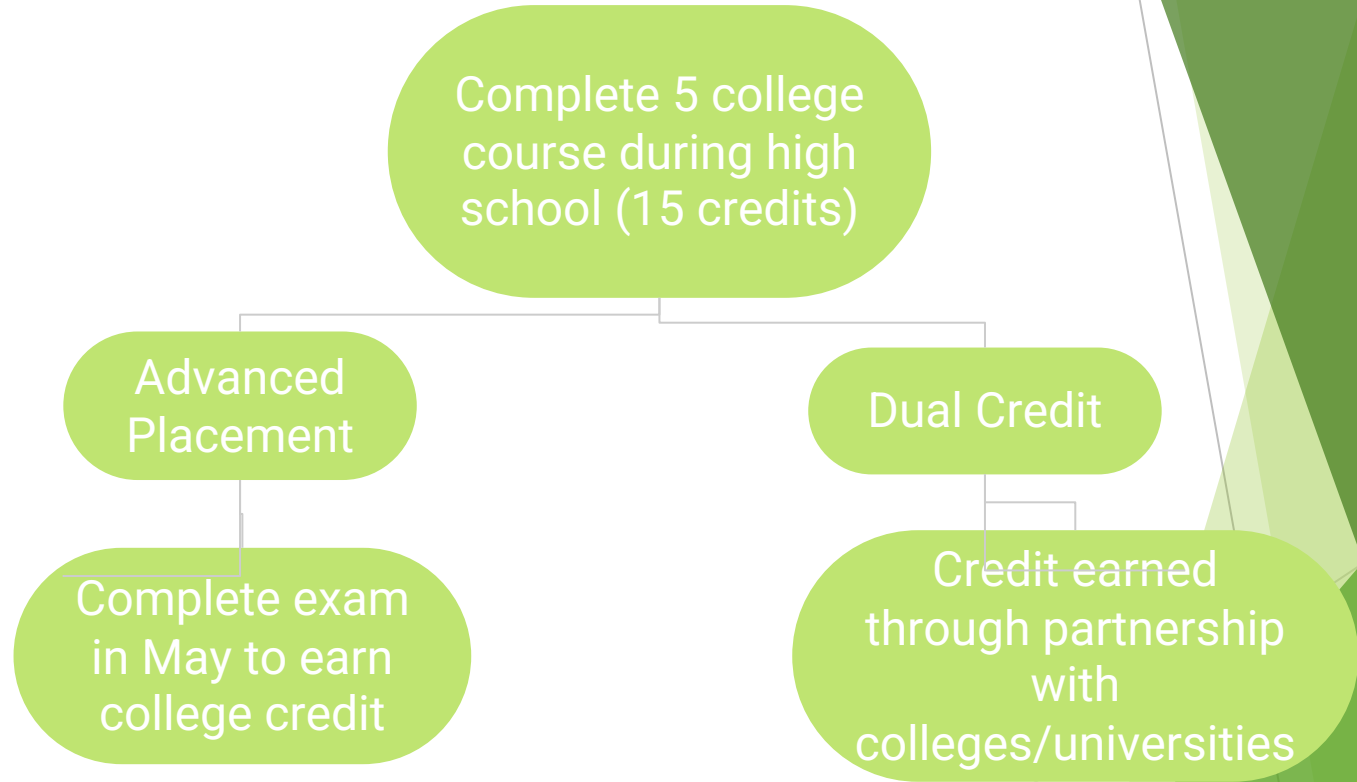 Complete 5 college
course during high
school (15 credits)
Advanced
Placement
Dual Credit
Complete exam
in May to earn
college credit
Credit earned
through partnership
with
colleges/universities